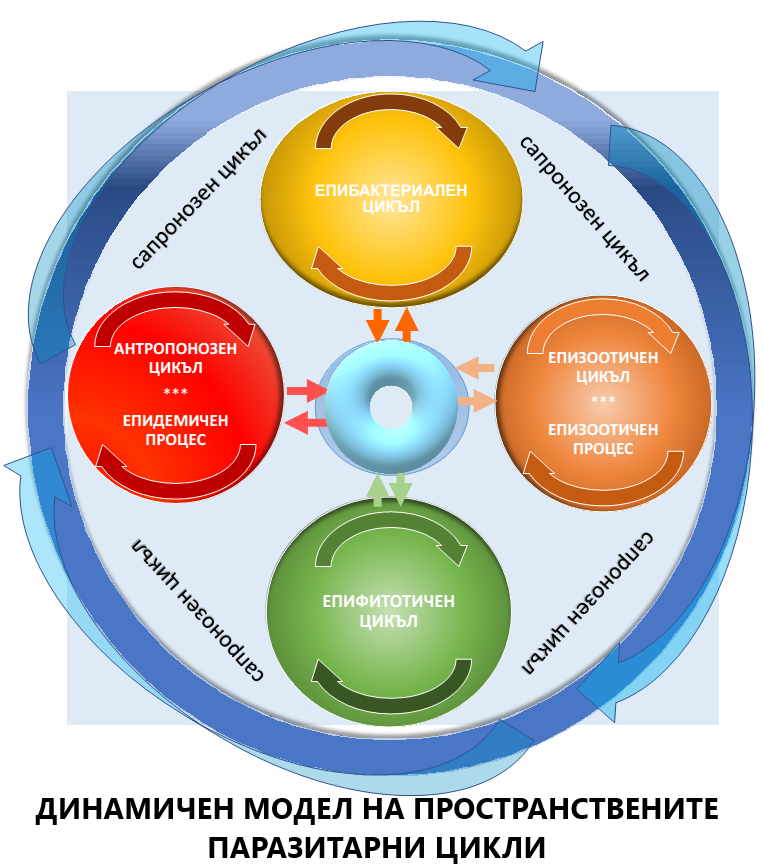 сапронозен цикъл
сапронозен цикъл
ЕПИБАКТЕРИАЛЕН
ЦИКЪЛ
АНТРОПОНОЗЕН
ЦИКЪЛ
***
ЕПИДЕМИЧЕН
ПРОЦЕС
ЕПИЗООТИЧЕН
ЦИКЪЛ
***
ЕПИЗООТИЧЕН
ПРОЦЕС
ЕПИФИТОТИЧЕН
ЦИКЪЛ
сапронозен цикъл
сапронозен цикъл
ДИНАМИЧЕН МОДЕЛ НА ПРОСТРАНСТВЕНИТЕ
ПАРАЗИТАРНИ ЦИКЛИ